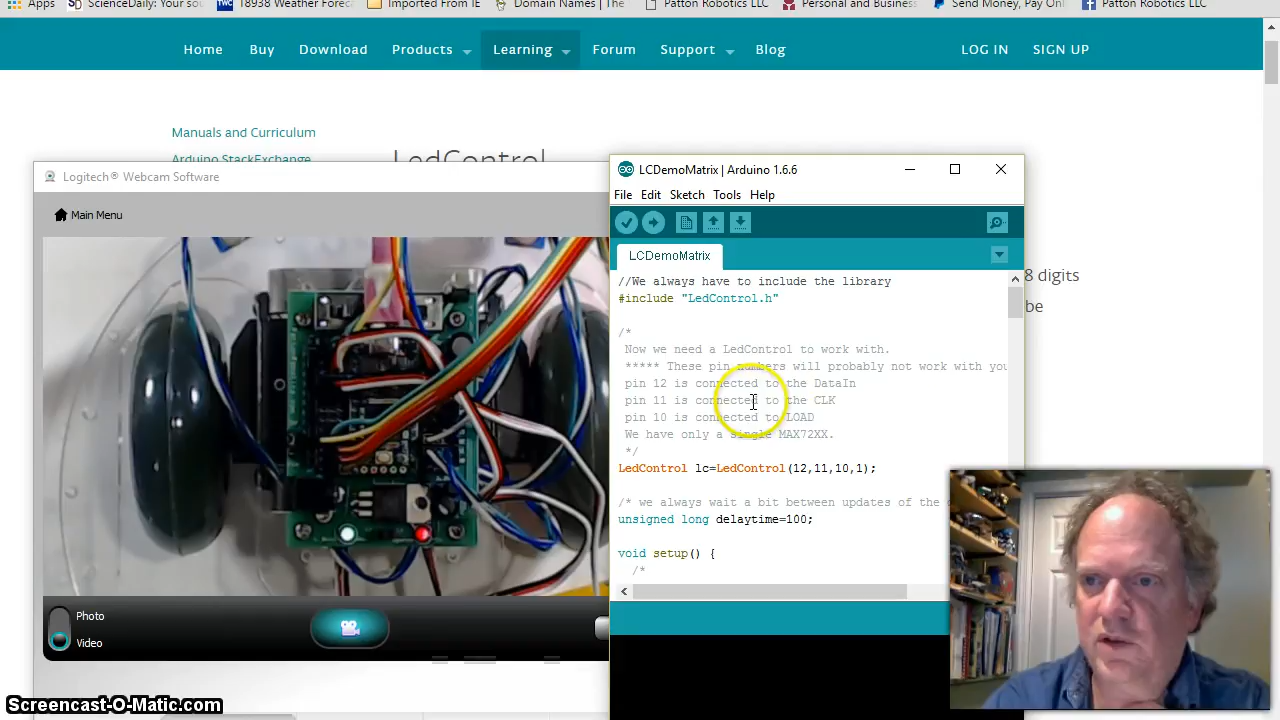 Apps ScienceDaily: Your so 18938 Weather Foreca Imported From IE Domain Names | The Patton Robotics LLC Personal and Business Send Money, Pay Onl Patton Robotics LLC
Home Buy Download Products Learning Forum Support Blog LOG IN SIGN UP
Manuals and Curriculum
Arduino StackExchange
LedControl
8 digits
be
Logitech® Webcam Software
Main Menu
Photo
Video
LCDemoMatrix | Arduino 1.6.6
File Edit Sketch Tools Help
LCDemoMatrix
//We always have to include the library
#include "LedControl.h"
/*
Now we need a LedControl to work with.
***** These pin numbers will probably not work with you
pin 12 is connected to the DataIn
pin 11 is connected to the CLK
pin 10 is connected to LOAD
We have only a single MAX72XX.
*/
LedControl lc=LedControl(12,11,10,1);
/* we always wait a bit between updates of the
unsigned long delaytime=100;
void setup() {
/*
Screencast-O-Matic.com